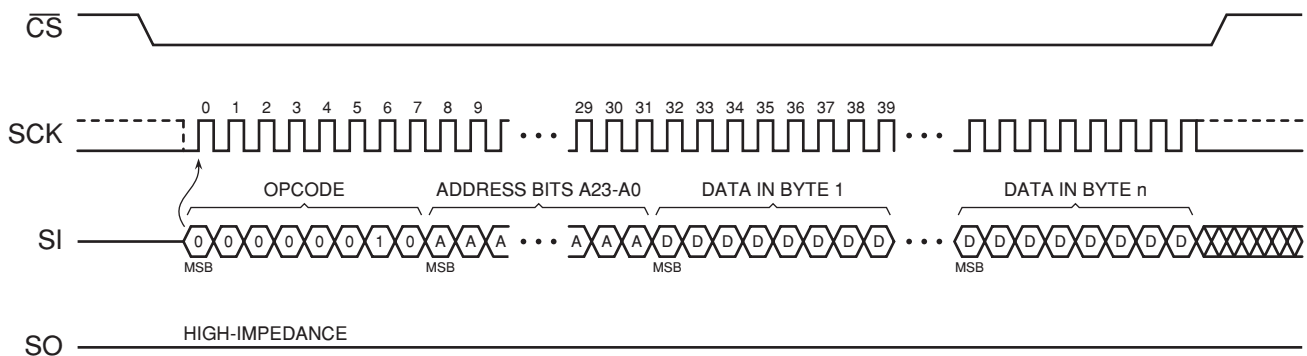 CS
0 1 2 3 4 5 6 7 8 9 29 30 31 32 33 34 35 36 37 38 39
SCK
OPCODE ADDRESS BITS A23-A0 DATA IN BYTE 1 DATA IN BYTE n
SI 0 0 0 0 0 0 1 0 A A A A A A D D D D D D D D D D D D D D D D
MSB MSB MSB MSB
HIGH-IMPEDANCE
SO